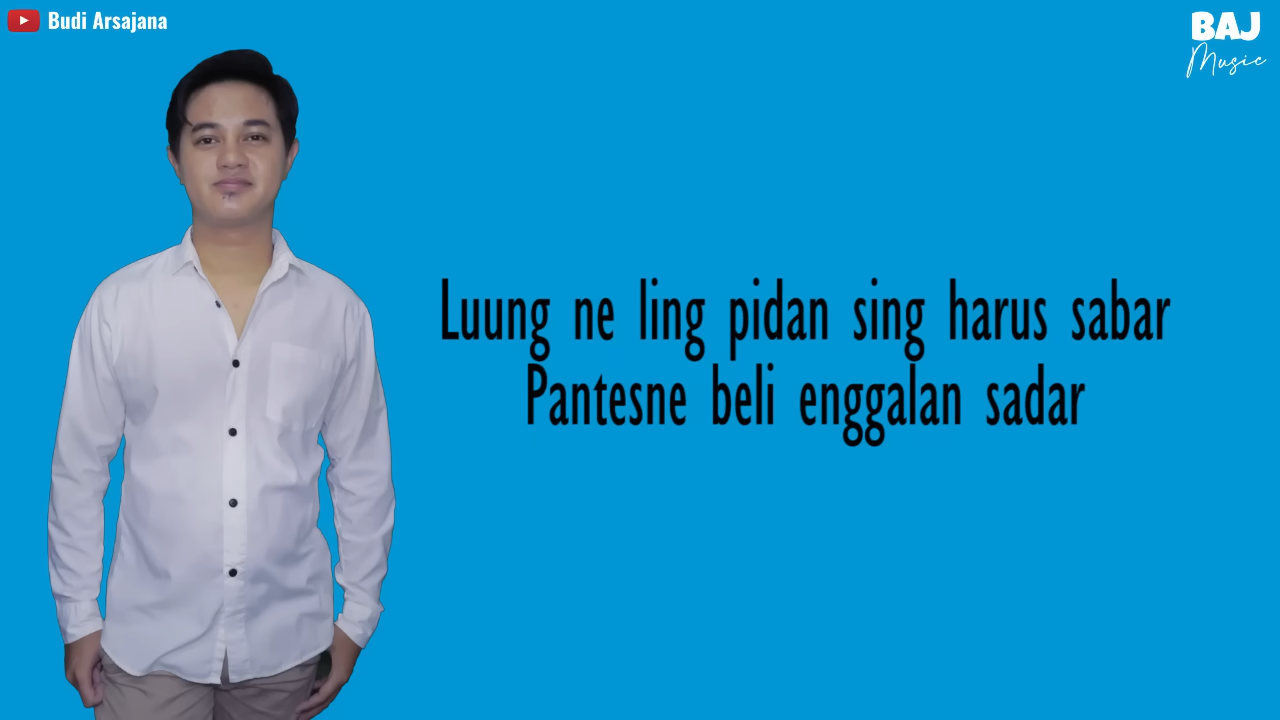 Budi Arsajana
BAJ
Music
Luung ne ling pidan sing harus sabar
Pantesne beli enggalan sadar